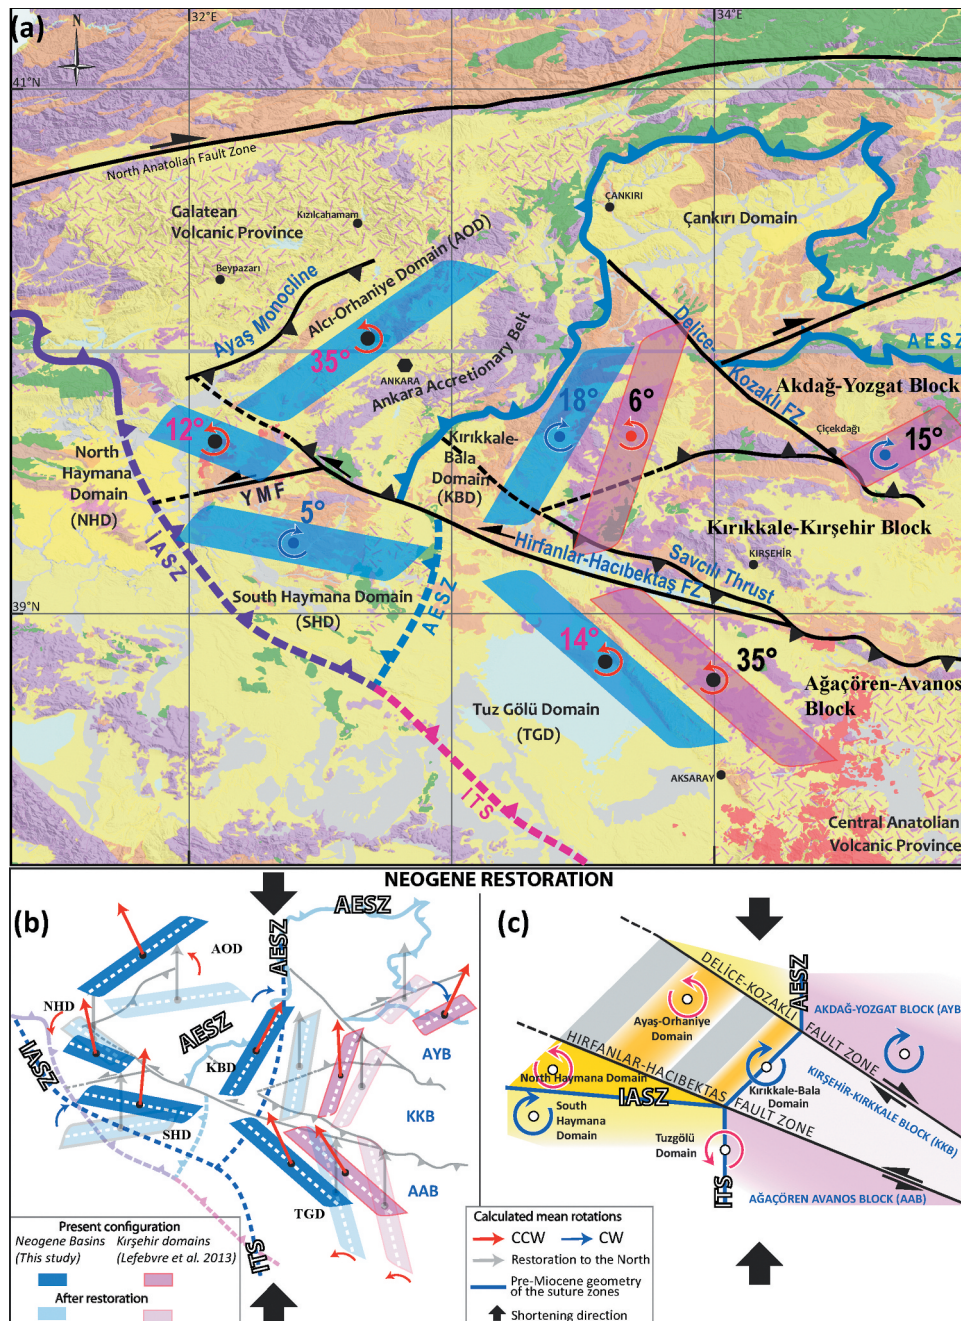 (a)
N
32°E
34°E
41°N
North Anatolian Fault Zone
Galatean
Volcanic Province
Kızılcahamam
Beypazarı
Ayaş Monocline
Alcı-Orhaniye Domain (AOD)
ÇANKIRI
Çankırı Domain
35°
ANKARA
Ankara Accretionary Belt
Delice-
Kozaklı FZ
AESZ
Akdağ-Yozgat Block
Çiçekdağı
15°
12°
North
Haymana
Domain
(NHD)
YMF
IASZ
Kırıkkale-
Bala
Domain
(KBD)
18°
6°
Kırıkkale-Kırşehir Block
KIRŞEHİR
5°
South Haymana Domain
(SHD)
AESZ
Hirfanlar-Hacıbektaş FZ
Savcılı Thrust
39°N
14°
35°
Ağaçören-Avanos
Block
Tuz Gölü Domain
(TGD)
AKSARAY
ITS
Central Anatolian
Volcanic Province
NEOGENE RESTORATION
(b)
AESZ
AESZ
AOD
NHD
AESZ
IASZ
KBD
AYB
KKB
SHD
AAB
TGD
ITS
Present configuration
Neogene Basins
(This study)
Kırşehir domains
(Lefebvre et al. 2013)
After restoration
(c)
DELICE-KOZAKLI
FAULT ZONE
AESZ
AKDAĞ-YOZGAT BLOCK (AYB)
Ayaş-Orhaniye
Domain
HIRFANLAR-HACIBEKTAS
FAULT ZONE
North Haymana Domain
IASZ
South
Haymana
Domain
Kırıkkale-Bala
Domain
KIRŞEHİR-KIRKKALE BLOCK (KKB)
Tuzgölü
Domain
ITS
AĞAÇÖREN AVANOS BLOCK (AAB)
Calculated mean rotations
CCW
CW
Restoration to the North
Pre-Miocene geometry
of the suture zones
Shortening direction